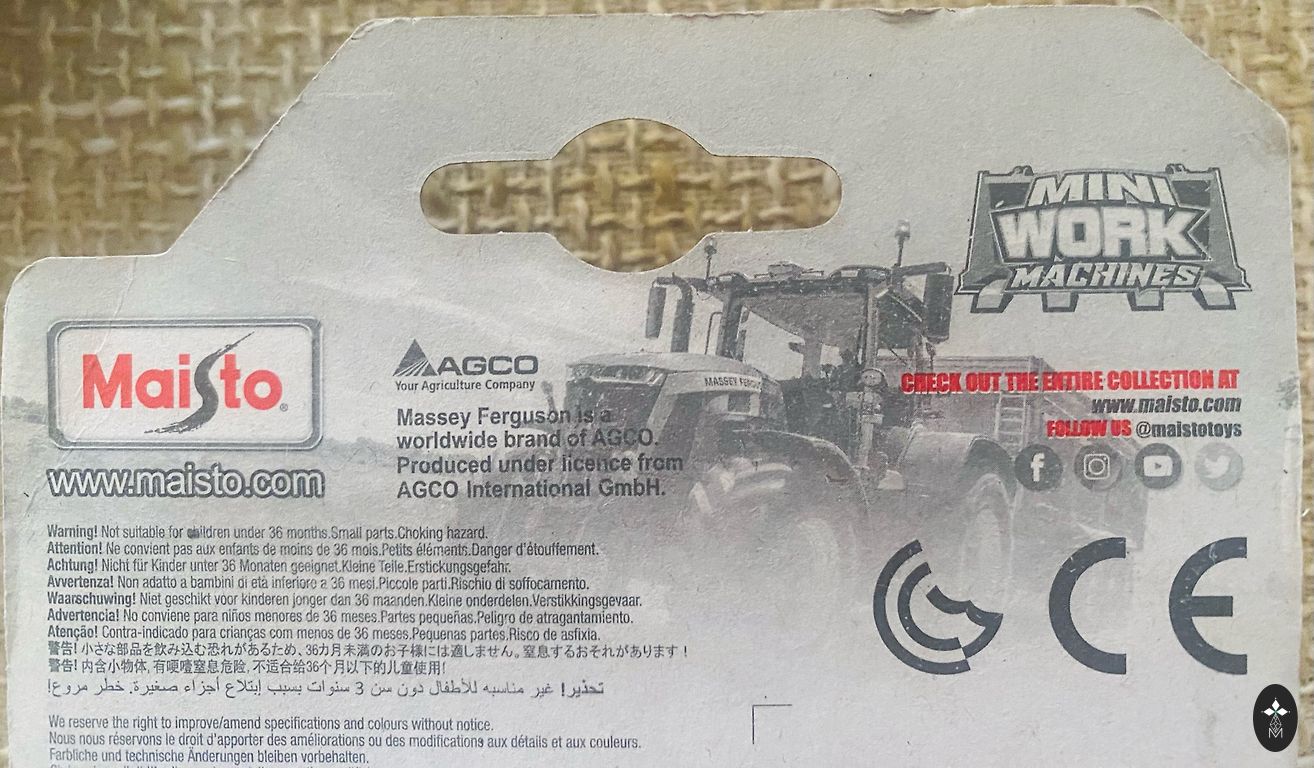 MINI
WORK
MACHINES
Maisto®
www.maisto.com
AGCO
Your Agriculture Company
Massey Ferguson is a
worldwide brand of AGCO.
Produced under licence from
AGCO International GmbH.
MASSEY FERGUSON
CHECK OUT THE ENTIRE COLLECTION AT
www.maisto.com
FOLLOW US @maistotoys
Warning! Not suitable for children under 36 months.Small parts.Choking hazard.
Attention! Ne convient pas aux enfants de moins de 36 mois.Petits éléments.Danger d'étouffement.
Achtung! Nicht für Kinder unter 36 Monaten geeignet.Kleine Teile.Erstickungsgefahr.
Avvertenza! Non adatto a bambini di età inferiore a 36 mesi.Piccole parti.Rischio di soffocamento.
Waarschuwing! Niet geschikt voor kinderen jonger dan 36 maanden.Kleine onderdelen.Verstikkingsgevaar.
Advertencia! No conviene para niños menores de 36 meses.Partes pequeñas.Peligro de atragantamiento.
Atenção! Contra-indicado para crianças com menos de 36 meses.Pequenas partes.Risco de asfixia.
警告! 小さな部品を飲み込む恐れがあるため、36カ月未満のお子様には適しません。窒息するおそれがあります！
警告! 内含小物体, 有哽噎窒息危险, 不适合给36个月以下的儿童使用!
تحذير! غير مناسبه للأطفال دون سن 3 سنوات بسبب إبتلاع أجزاء صغيرة. خطر مروع!
CE
We reserve the right to improve/amend specifications and colours without notice.
Nous nous réservons le droit d'apporter des améliorations ou des modifications aux détails et aux couleurs.
Farbliche und technische Änderungen bleiben vorbehalten.